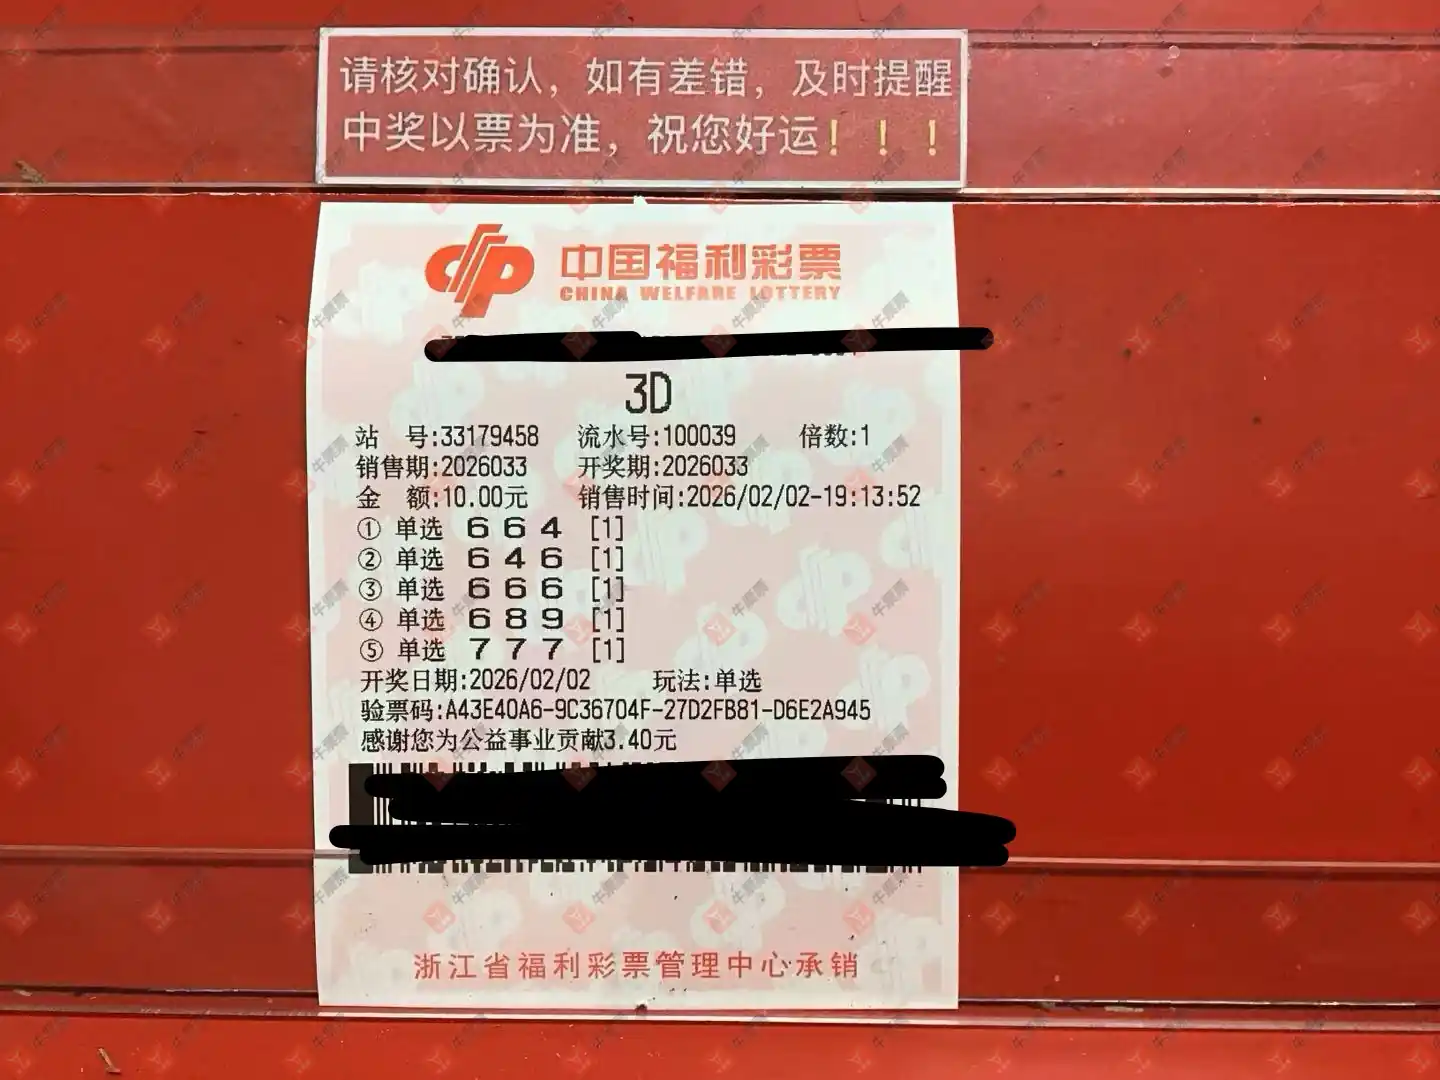 请核对确认，如有差错，及时提醒
中奖以票为准，祝您好运！！！
中国福利彩票
CHINA WELFARE LOTTERY
3D
站 号:33179458 流水号:100039 倍数:1
销售期:2026033 开奖期:2026033
金 额:10.00元 销售时间:2026/02/02-19:13:52
① 单选 6 6 4 [1]
② 单选 6 4 6 [1]
③ 单选 6 6 6 [1]
④ 单选 6 8 9 [1]
⑤ 单选 7 7 7 [1]
开奖日期:2026/02/02 玩法:单选
验票码:A43E40A6-9C36704F-27D2FB81-D6E2A945
感谢您为公益事业贡献3.40元
浙江省福利彩票管理中心承销